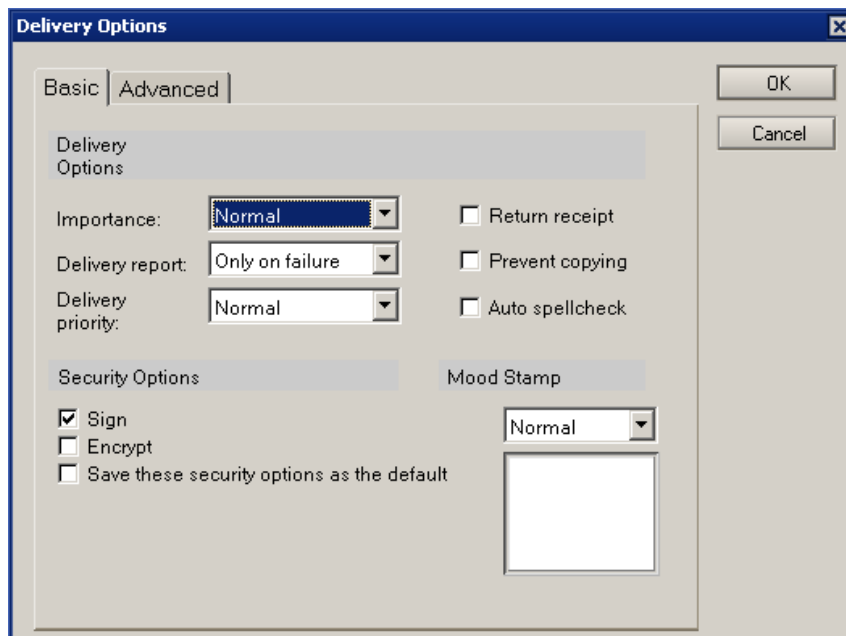 Delivery Options
Basic
Advanced
OK
Cancel
Delivery
Options
Importance:
Normal
Return receipt
Delivery report:
Only on failure
Prevent copying
Delivery
priority:
Normal
Auto spellcheck
Security Options
Mood Stamp
Sign
Normal
Encrypt
Save these security options as the default